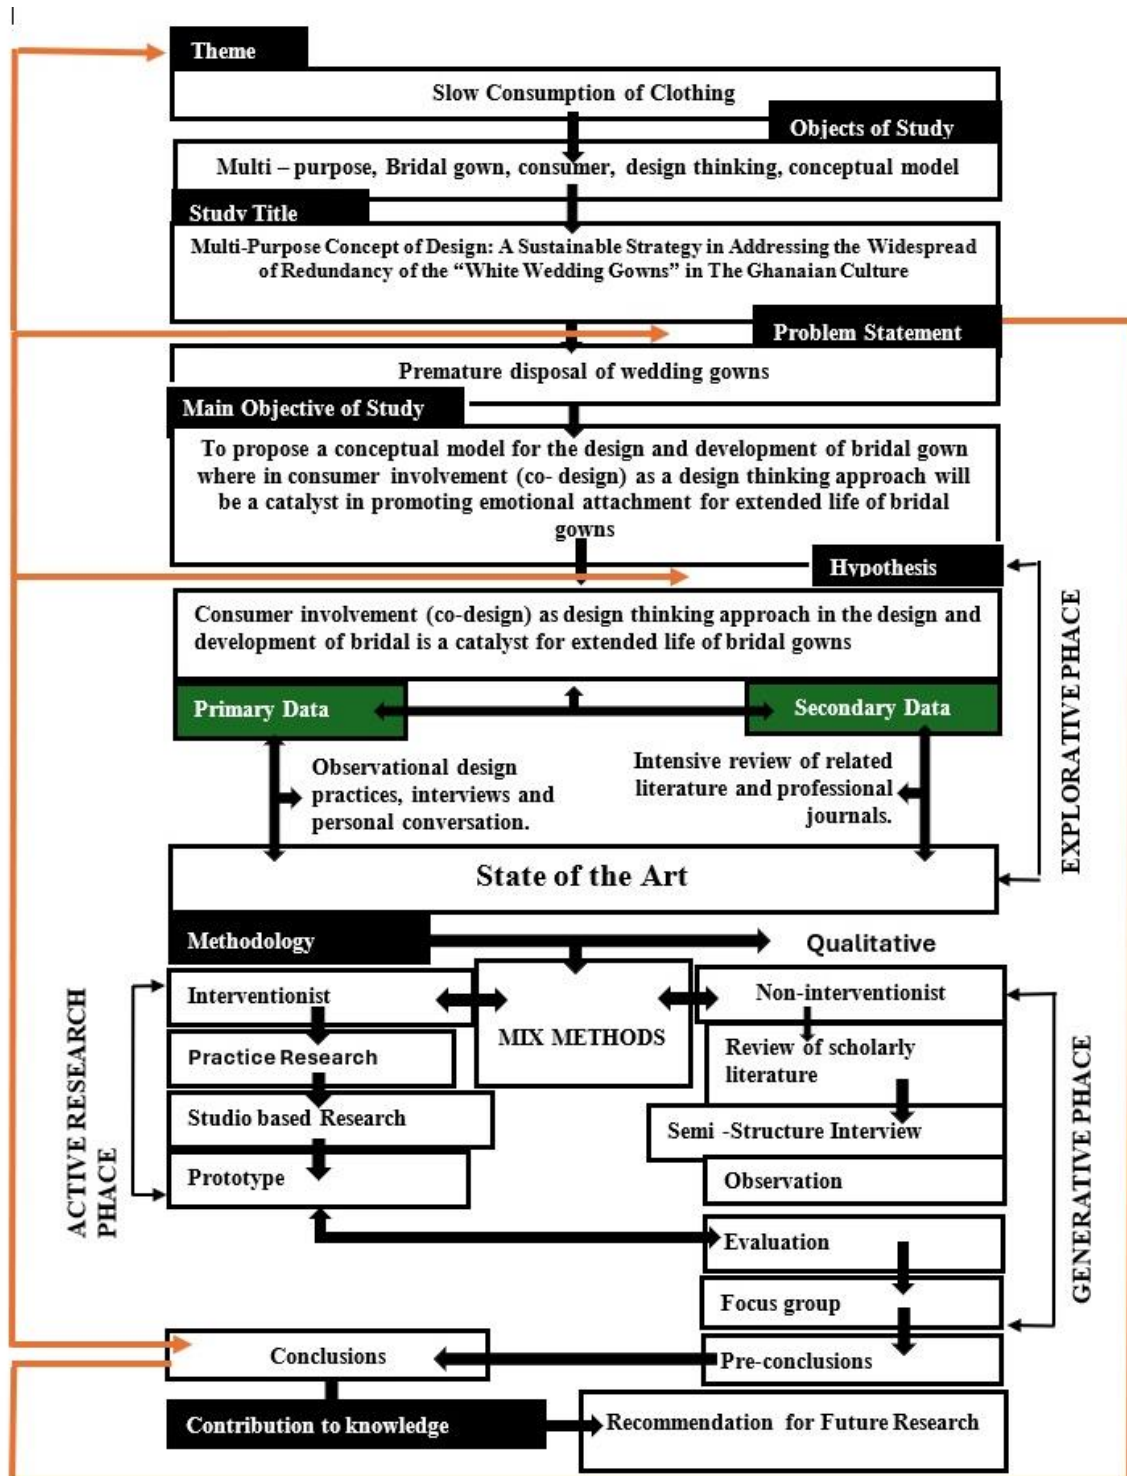 Theme
Slow Consumption of Clothing
Objects of Study
Multi – purpose, Bridal gown, consumer, design thinking, conceptual model
Study Title
Multi-Purpose Concept of Design: A Sustainable Strategy in Addressing the Widespread
of Redundancy of the “White Wedding Gowns” in The Ghanaian Culture
Problem Statement
Premature disposal of wedding gowns
Main Objective of Study
To propose a conceptual model for the design and development of bridal gown
where in consumer involvement (co- design) as a design thinking approach will
be a catalyst in promoting emotional attachment for extended life of bridal
gowns
Hypothesis
Consumer involvement (co-design) as design thinking approach in the design and
development of bridal is a catalyst for extended life of bridal gowns
Primary Data
Secondary Data
Observational design
practices, interviews and
personal conversation.
Intensive review of related
literature and professional
journals.
EXPLORATIVE PHACE
State of the Art
Methodology
Qualitative
Interventionist
MIX METHODS
Non-interventionist
Practice Research
Review of scholarly
literature
Studio based Research
Semi -Structure Interview
Prototype
Observation
ACTIVE RESEARCH
PHACE
Evaluation
Focus group
GENERATIVE PHACE
Conclusions
Pre-conclusions
Contribution to knowledge
Recommendation for Future Research